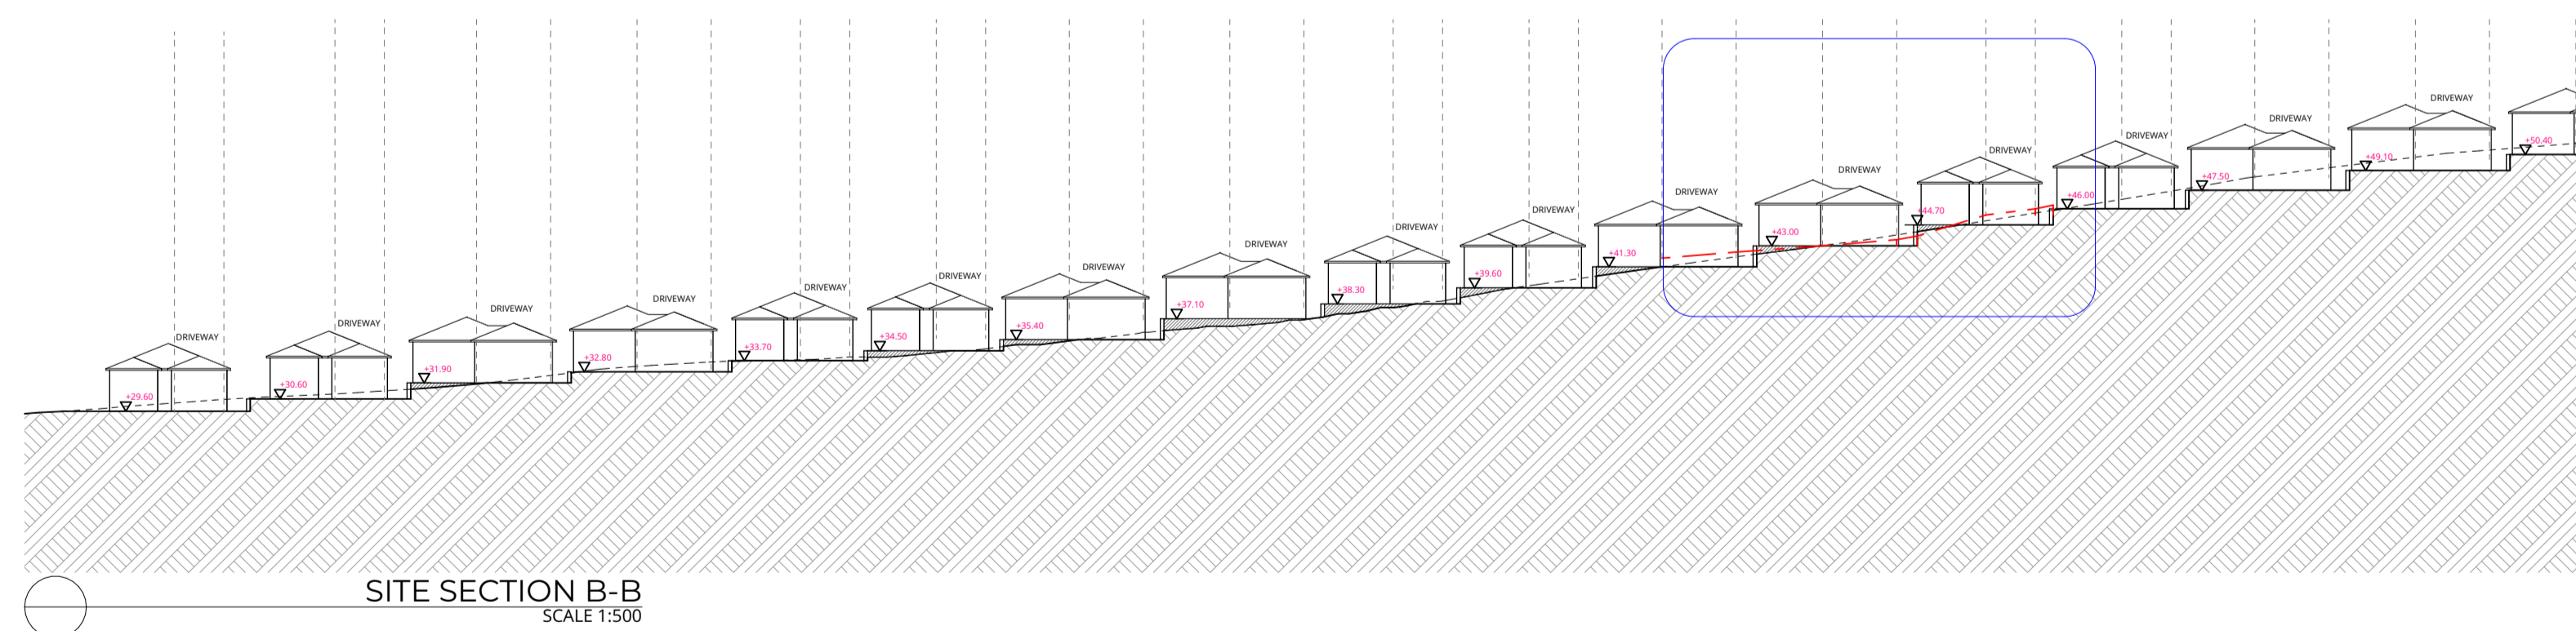 DRIVEWAY
+29.60
DRIVEWAY
+30.60
DRIVEWAY
+31.90
DRIVEWAY
+32.80
DRIVEWAY
+33.70
DRIVEWAY
+34.50
DRIVEWAY
+35.40
DRIVEWAY
+37.10
DRIVEWAY
+38.30
DRIVEWAY
+39.60
DRIVEWAY
+41.30
DRIVEWAY
+43.00
DRIVEWAY
+44.70
DRIVEWAY
+46.00
DRIVEWAY
+47.50
DRIVEWAY
+49.10
+50.40
SITE SECTION B-B
SCALE 1:500